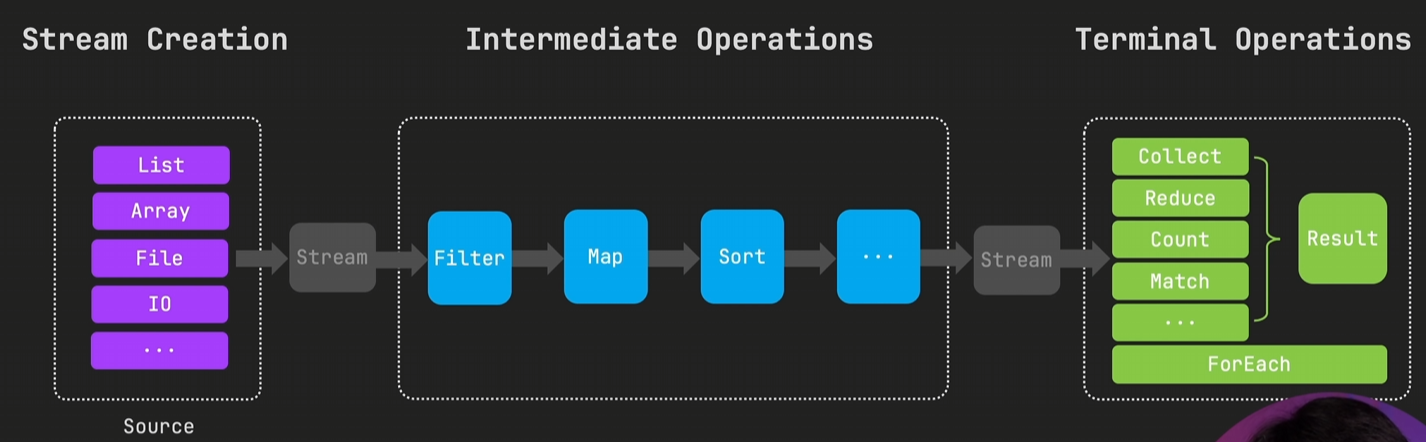 Stream Creation
Intermediate Operations
Terminal Operations
List
Array
File
IO
...
Source
Stream
Filter
Map
Sort
...
Stream
Collect
Reduce
Count
Match
...
ForEach
Result